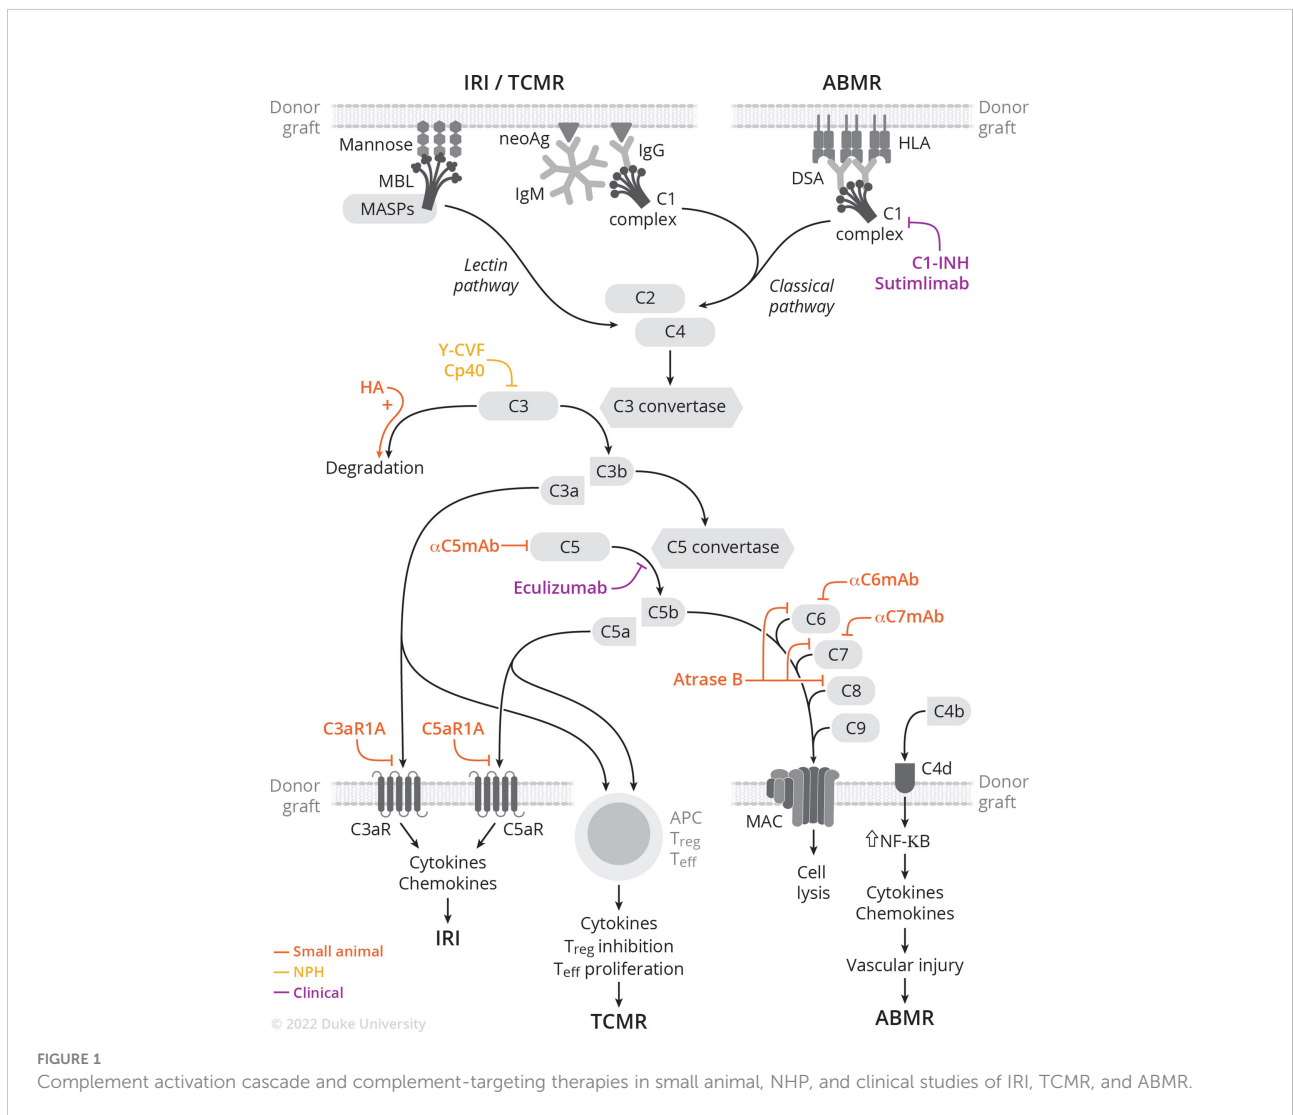 IRI / TCMR
ABMR
Donor
graft
Donor
graft
Mannose
neoAg
IgG
HLA
MBL
IgM
DSA
MASPs
C1
complex
C1
complex
C1-INH
Sutimlimab
Lectin
pathway
Classical
pathway
C2
C4
Y-CVF
Cp40
HA
+
C3
C3 convertase
Degradation
C3b
C3a
αC5mAb
C5
C5 convertase
Eculizumab
αC6mAb
C5b
C6
αC7mAb
C5a
C7
Atrase B
C8
C4b
C3aR1A
C5aR1A
C9
C4d
Donor
graft
Donor
graft
C3aR
C5aR
APC
Treg
Teff
MAC
⇧NF-KB
Cytokines
Chemokines
Cell
lysis
Cytokines
Chemokines
IRI
Cytokines
Treg inhibition
Teff proliferation
Vascular injury
Small animal
NPH
Clinical
TCMR
ABMR
© 2022 Duke University
FIGURE 1
Complement activation cascade and complement-targeting therapies in small animal, NHP, and clinical studies of IRI, TCMR, and ABMR.